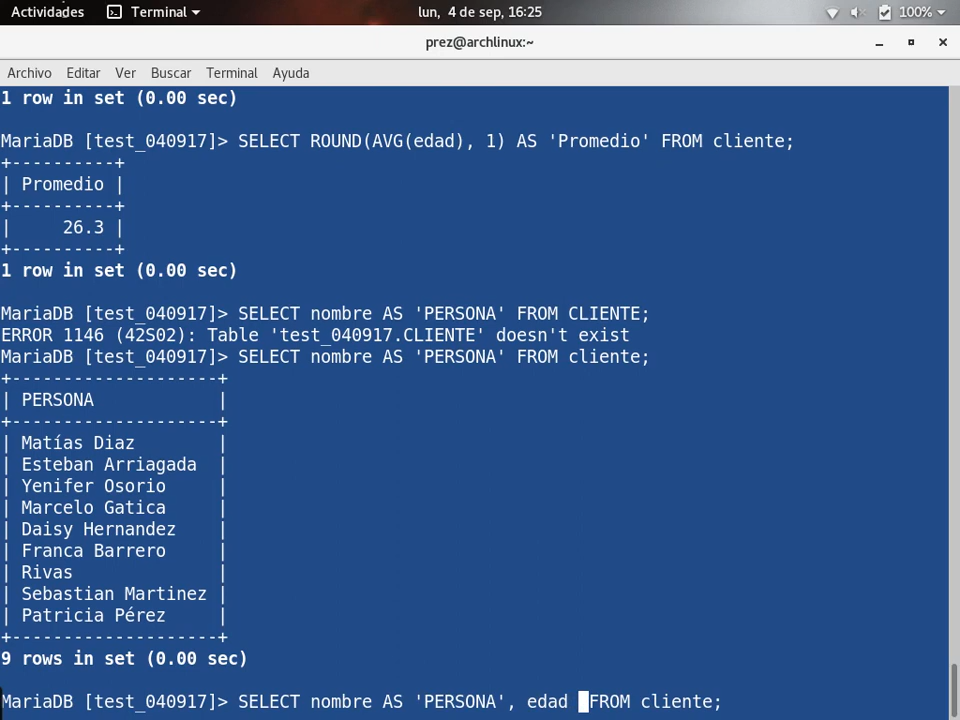 Actividades Terminal lun, 4 de sep, 16:25 100%
prez@archlinux:~
Archivo Editar Ver Buscar Terminal Ayuda
1 row in set (0.00 sec)
MariaDB [test_040917]> SELECT ROUND(AVG(edad), 1) AS 'Promedio' FROM cliente;
+----------+
| Promedio |
+----------+
|     26.3 |
+----------+
1 row in set (0.00 sec)
MariaDB [test_040917]> SELECT nombre AS 'PERSONA' FROM CLIENTE;
ERROR 1146 (42S02): Table 'test_040917.CLIENTE' doesn't exist
MariaDB [test_040917]> SELECT nombre AS 'PERSONA' FROM cliente;
+--------------------+
| PERSONA            |
+--------------------+
| Matías Diaz        |
| Esteban Arriagada  |
| Yenifer Osorio     |
| Marcelo Gatica     |
| Daisy Hernandez    |
| Franca Barrero     |
| Rivas              |
| Sebastian Martinez |
| Patricia Pérez     |
+--------------------+
9 rows in set (0.00 sec)
MariaDB [test_040917]> SELECT nombre AS 'PERSONA', edad FROM cliente;